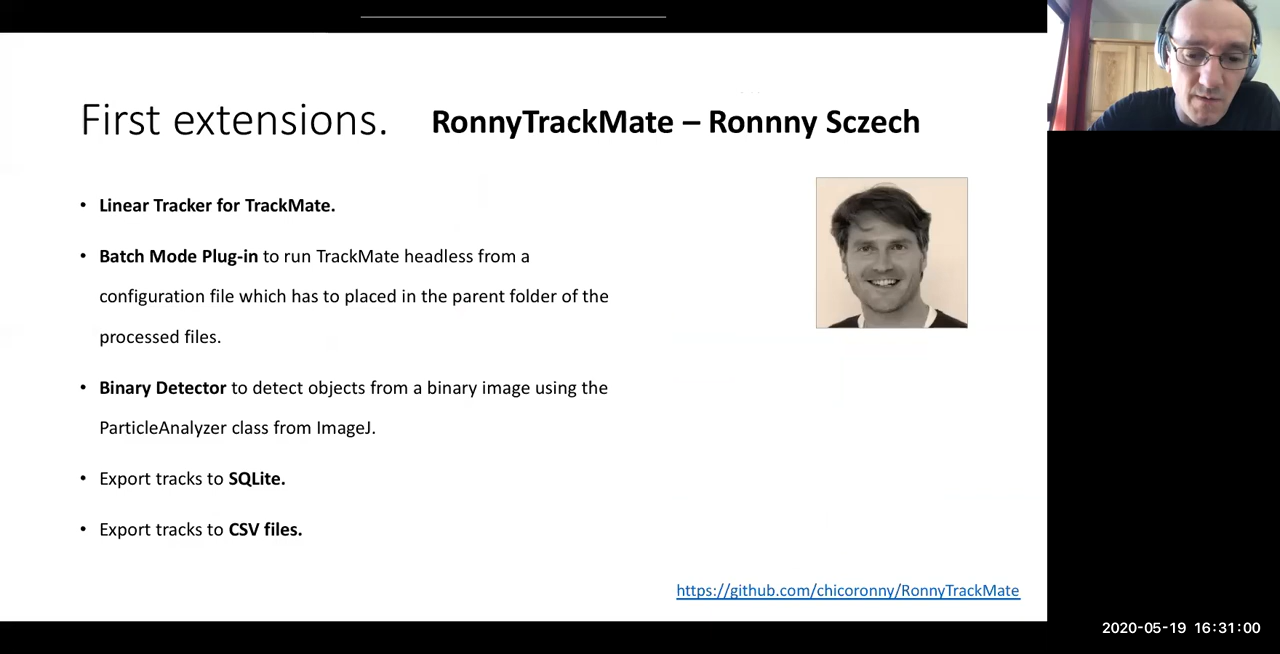 First extensions. RonnyTrackMate – Ronnny Sczech
• Linear Tracker for TrackMate.
• Batch Mode Plug-in to run TrackMate headless from a
configuration file which has to placed in the parent folder of the
processed files.
• Binary Detector to detect objects from a binary image using the
ParticleAnalyzer class from ImageJ.
• Export tracks to SQLite.
• Export tracks to CSV files.
https://github.com/chicoronny/RonnyTrackMate
2020-05-19 16:31:00